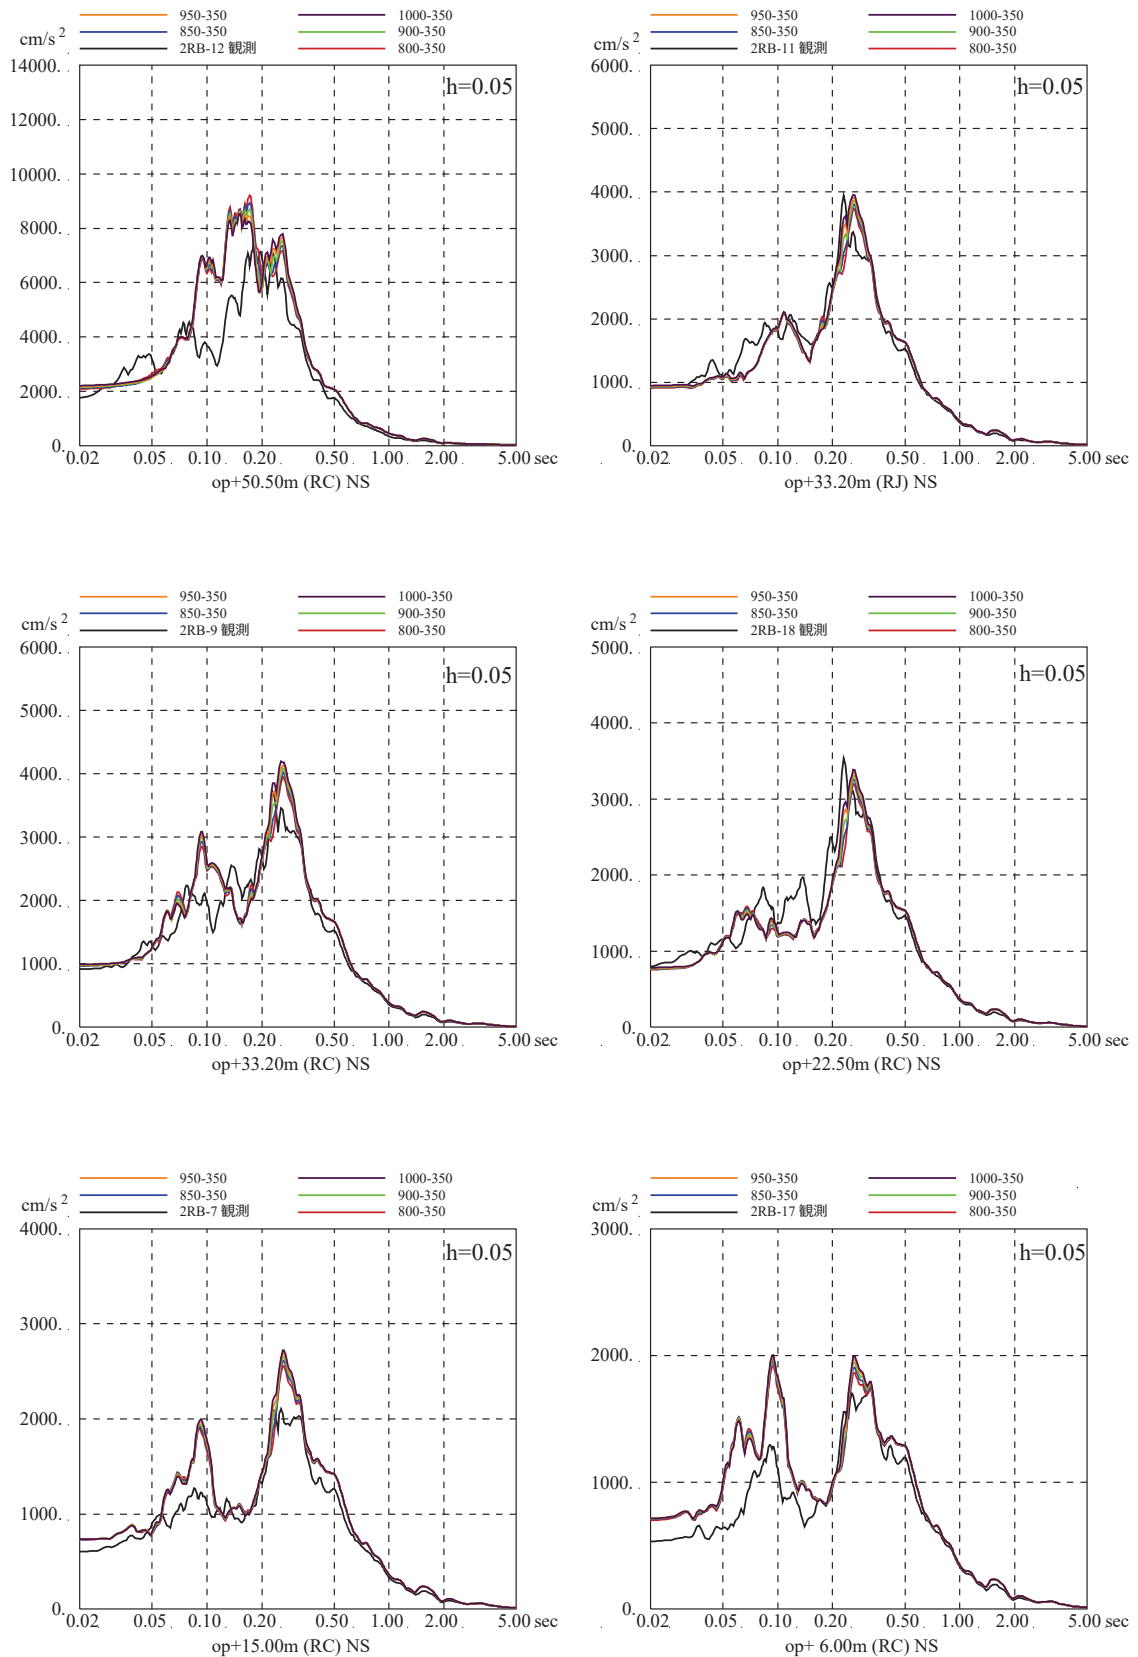 950-350 1000-350
850-350 900-350
2RB-12 観測 800-350
cm/s 2
14000.
h=0.05
12000.
10000.
8000.
6000.
4000.
2000.
0.
0.02 0.05 0.10 0.20 0.50 1.00 2.00 5.00 sec
op+50.50m (RC) NS
950-350 1000-350
850-350 900-350
2RB-11 観測 800-350
cm/s 2
6000.
h=0.05
5000.
4000.
3000.
2000.
1000.
0.
0.02 0.05 0.10 0.20 0.50 1.00 2.00 5.00 sec
op+33.20m (RJ) NS
950-350 1000-350
850-350 900-350
2RB-9 観測 800-350
cm/s 2
6000.
h=0.05
5000.
4000.
3000.
2000.
1000.
0.
0.02 0.05 0.10 0.20 0.50 1.00 2.00 5.00 sec
op+33.20m (RC) NS
950-350 1000-350
850-350 900-350
2RB-18 観測 800-350
cm/s 2
5000.
h=0.05
4000.
3000.
2000.
1000.
0.
0.02 0.05 0.10 0.20 0.50 1.00 2.00 5.00 sec
op+22.50m (RC) NS
950-350 1000-350
850-350 900-350
2RB-7 観測 800-350
cm/s 2
4000.
h=0.05
3000.
2000.
1000.
0.
0.02 0.05 0.10 0.20 0.50 1.00 2.00 5.00 sec
op+15.00m (RC) NS
950-350 1000-350
850-350 900-350
2RB-17 観測 800-350
cm/s 2
3000.
h=0.05
2000.
1000.
0.
0.02 0.05 0.10 0.20 0.50 1.00 2.00 5.00 sec
op+ 6.00m (RC) NS